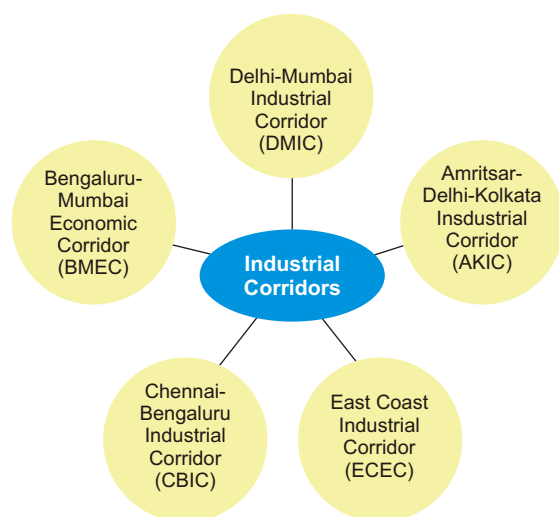 Delhi-Mumbai
Industrial
Corridor
(DMIC)
Bengaluru-
Mumbai
Economic
Corridor
(BMEC)
Amritsar-
Delhi-Kolkata
Insdustrial
Corridor
(AKIC)
Industrial
Corridors
Chennai-
Bengaluru
Industrial
Corridor
(CBIC)
East Coast
Industrial
Corridor
(ECEC)